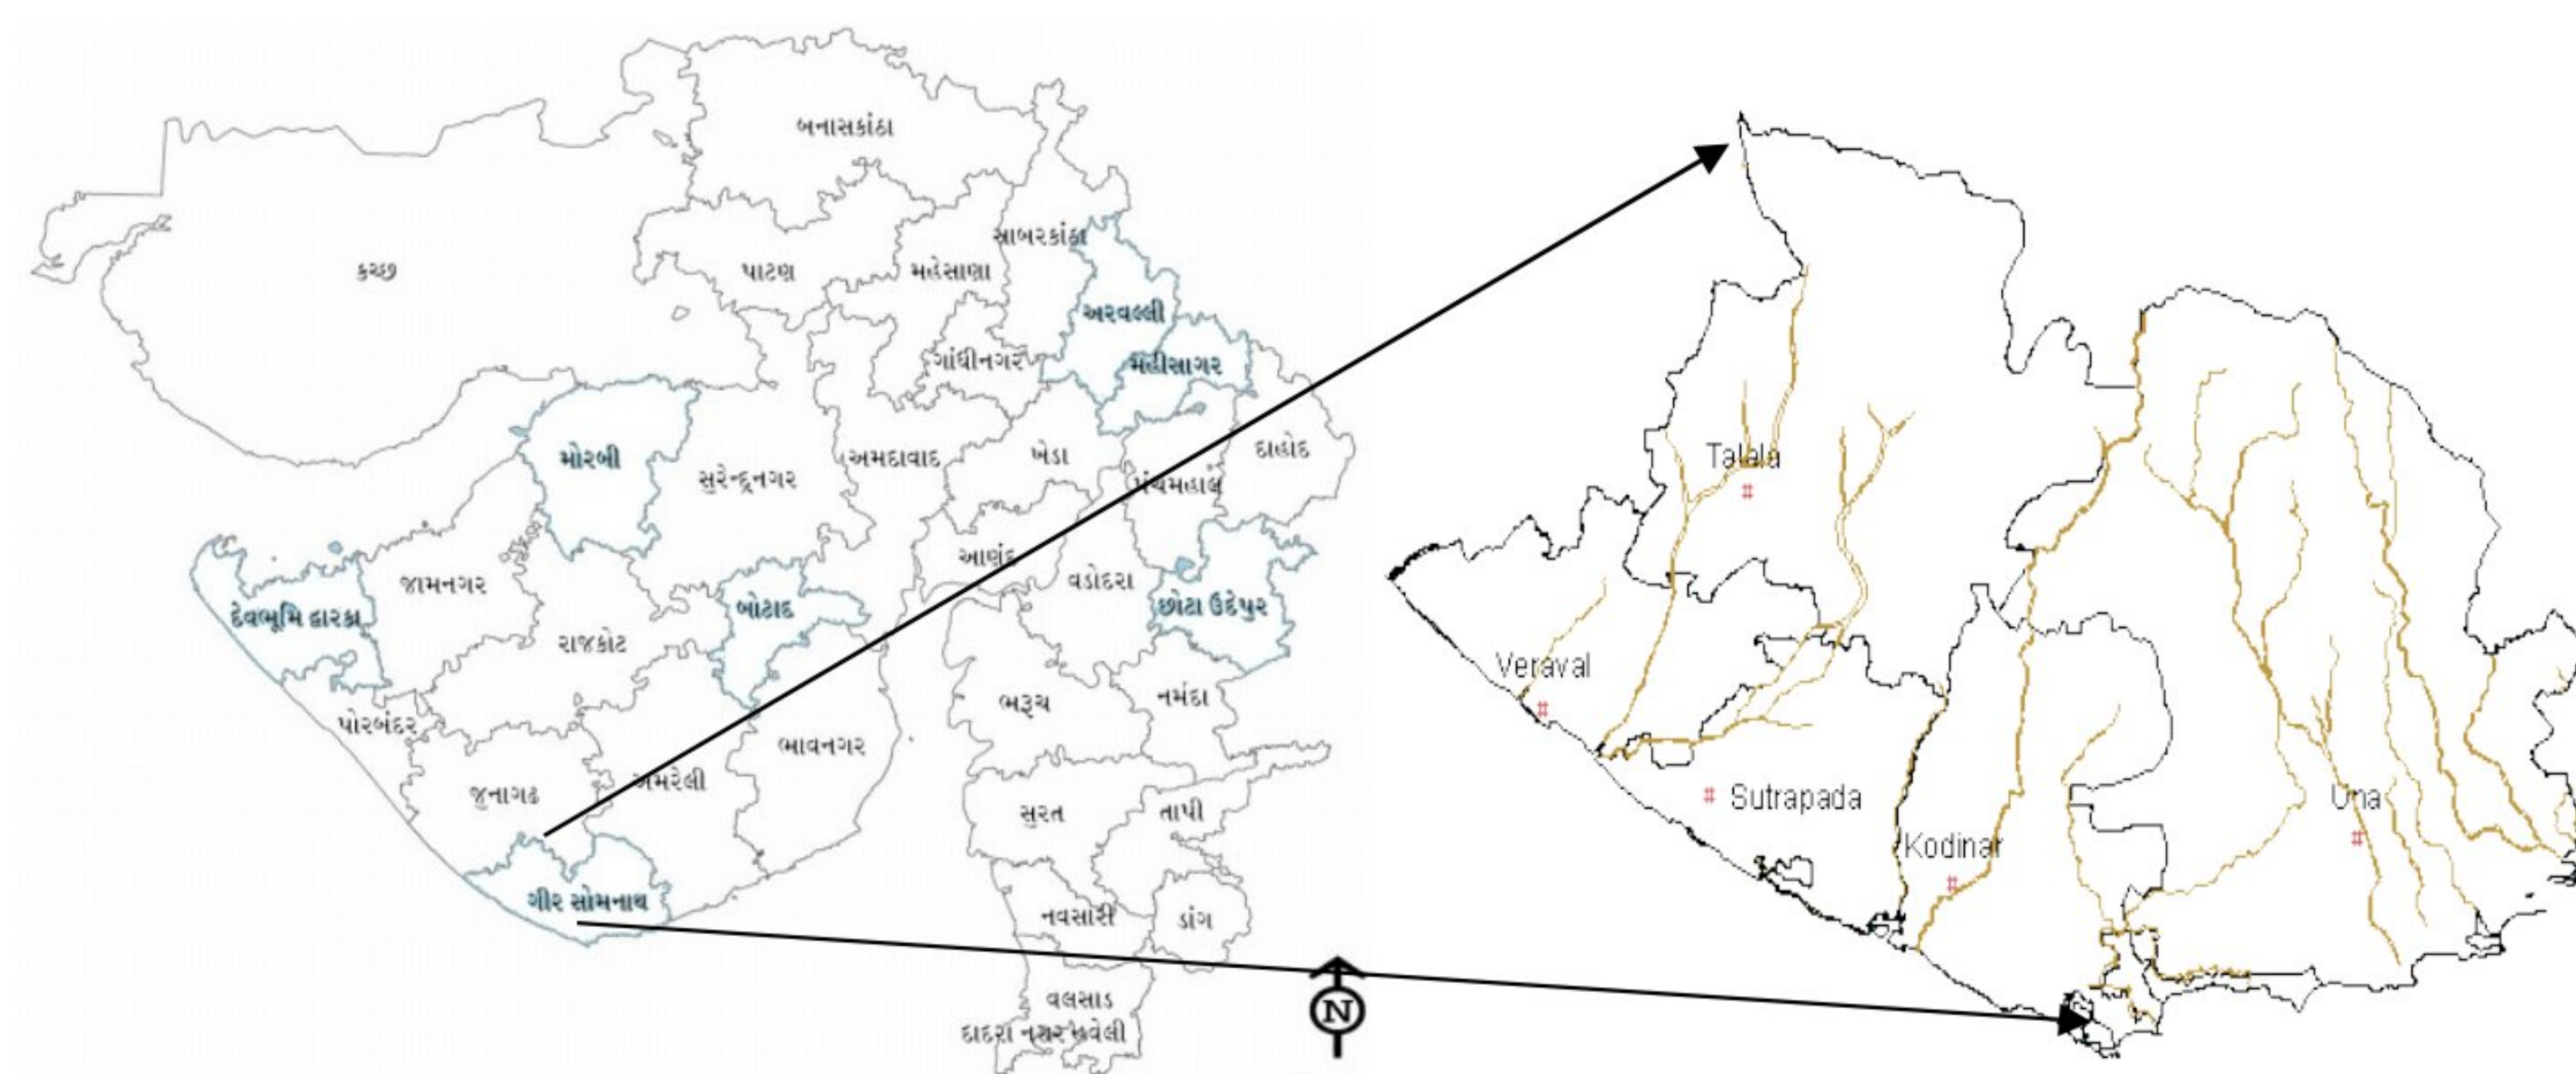 બનાસકાંઠા
સાબરકાંઠા
કચ્છ
પાટણ
મહેસાણા
અરવલ્લી
ગાંધીનગર
મહીસાગર
મોરબી
સુરેન્દ્રનગર
અમદાવાદ
ખેડા
પંચમહાલ
દાહોદ
આણંદ
જામનગર
વડોદરા
દેવભૂમિ દ્વારકા
બોટાદ
છોટા ઉદેપુર
રાજકોટ
પોરબંદર
ભરૂચ
નર્મદા
ભાવનગર
જુનાગઢ
અમરેલી
સુરત
તાપી
ગીર સોમનાથ
નવસારી
ડાંગ
વલસાડ
દાદરા નગર હવેલી
N
Talala
Veraval
Sutrapada
Kodinar
Una